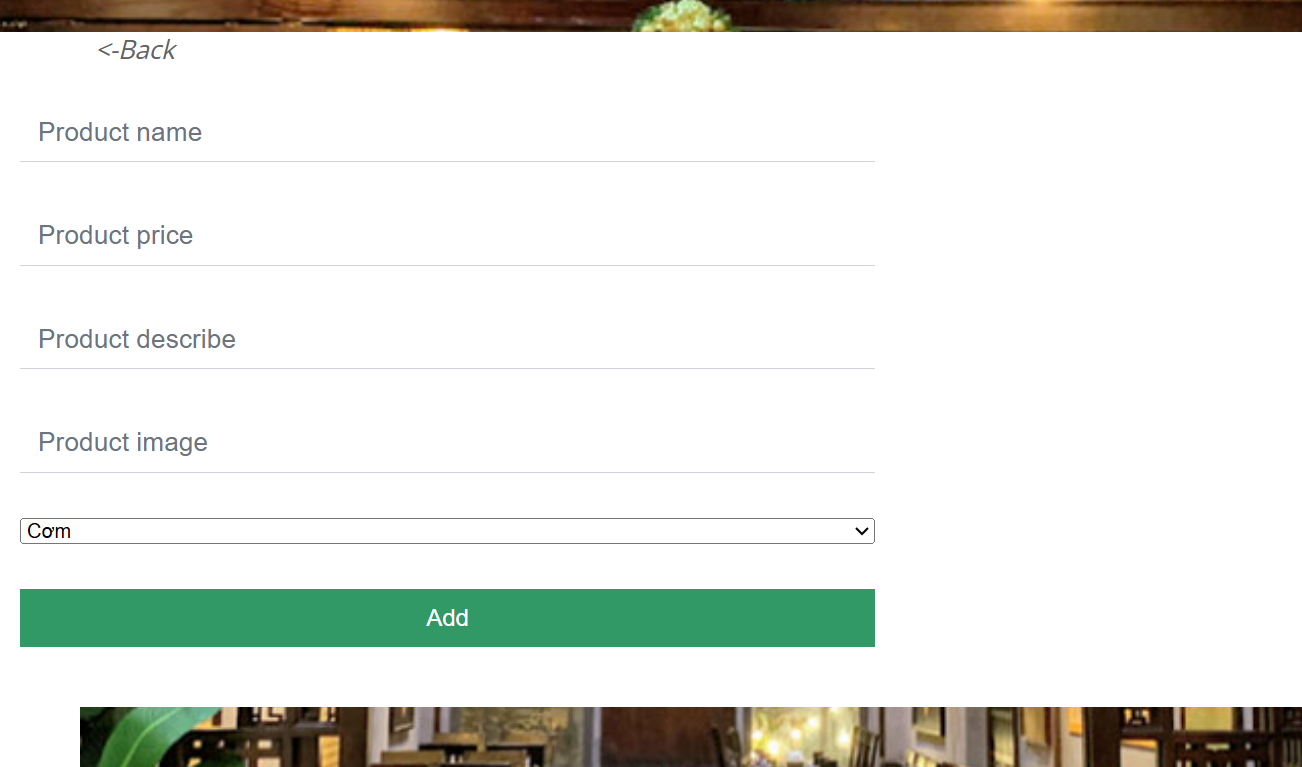 <-Back
Product name
Product price
Product describe
Product image
Cơm
Add